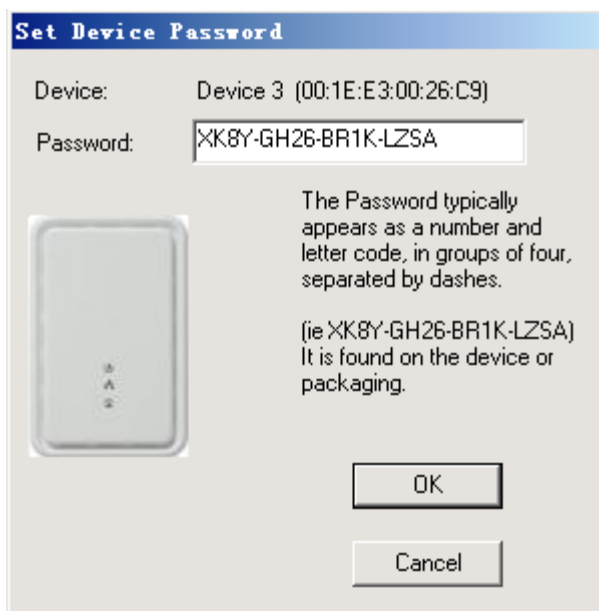 Set Device Password
Device: Device 3 (00:1E:E3:00:26:C9)
Password: XK8Y-GH26-BR1K-LZSA
The Password typically
appears as a number and
letter code, in groups of four,
separated by dashes.
(ie XK8Y-GH26-BR1K-LZSA)
It is found on the device or
packaging.
OK
Cancel